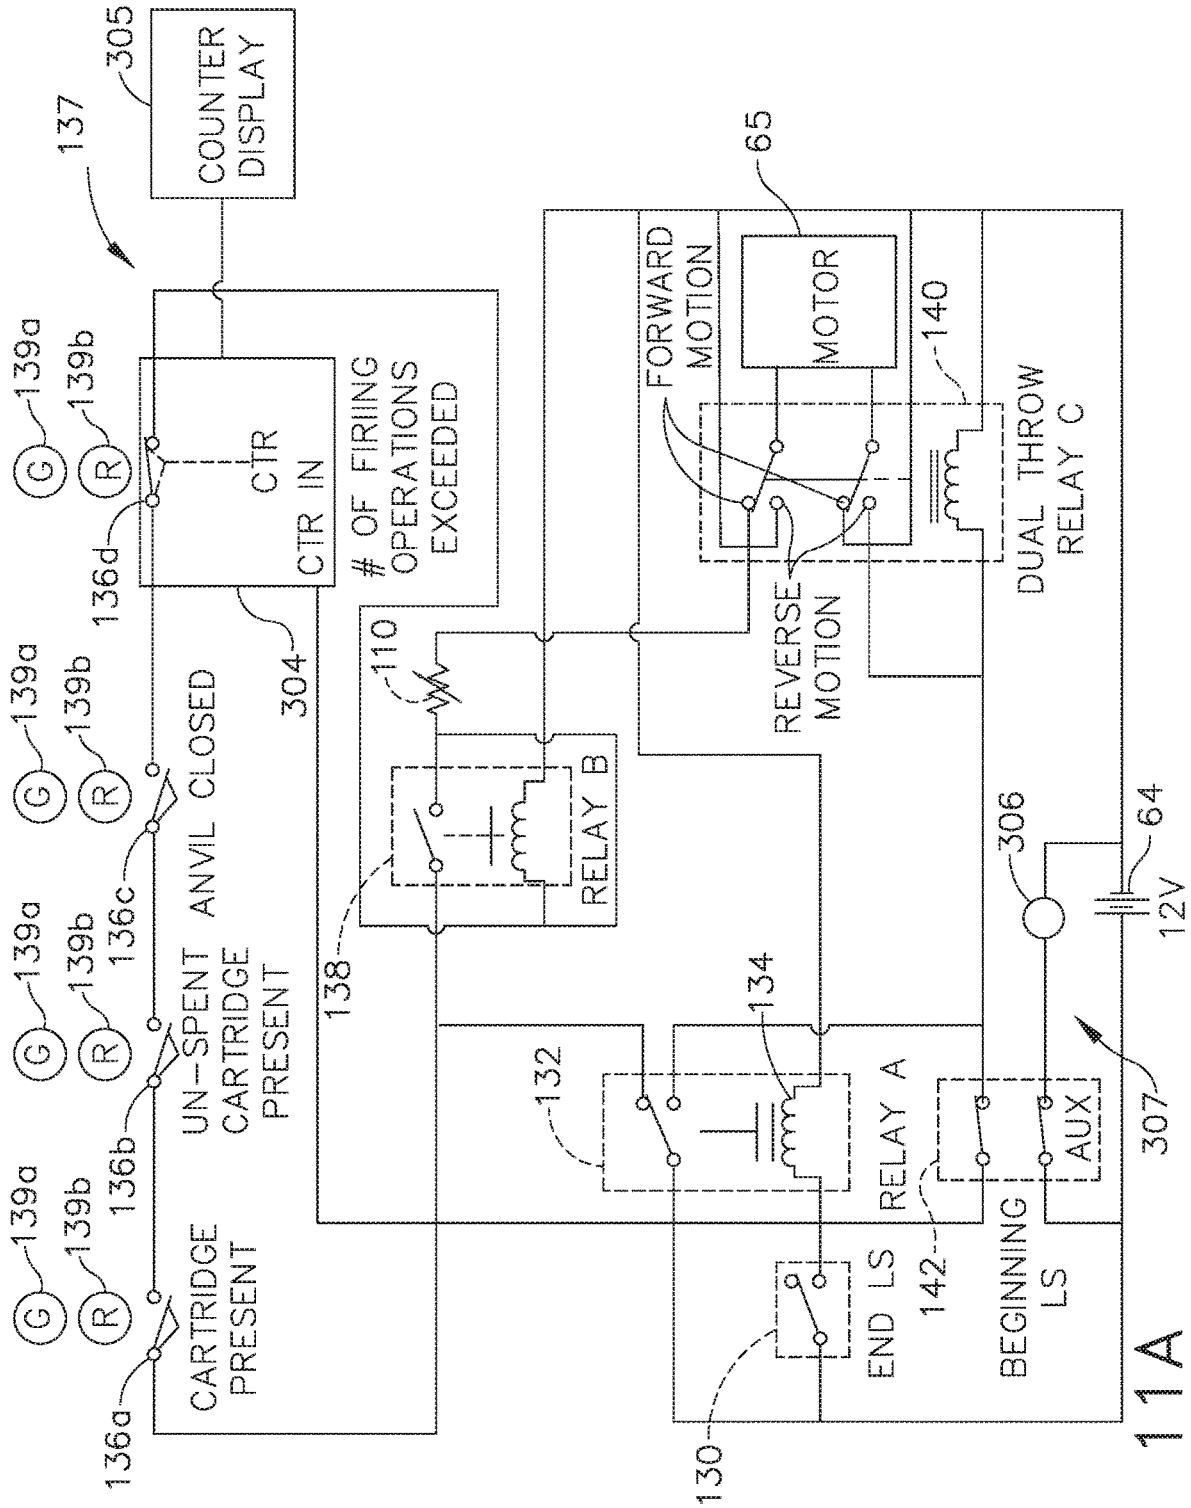 137
305
COUNTER
DISPLAY
G
139a
R
139b
G
139a
R
139b
G
139a
R
139b
G
139a
R
139b
136a
CARTRIDGE
PRESENT
136b
UN-SPENT
CARTRIDGE
PRESENT
136c
ANVIL CLOSED
136d
CTR
CTR IN
304
# OF FIRIING
OPERATIONS
EXCEEDED
138
RELAY B
110
FORWARD
MOTION
65
MOTOR
REVERSE
MOTION
140
DUAL THROW
RELAY C
132
134
RELAY A
130
END LS
142
BEGINNING
LS
AUX
307
306
64
12V
11A